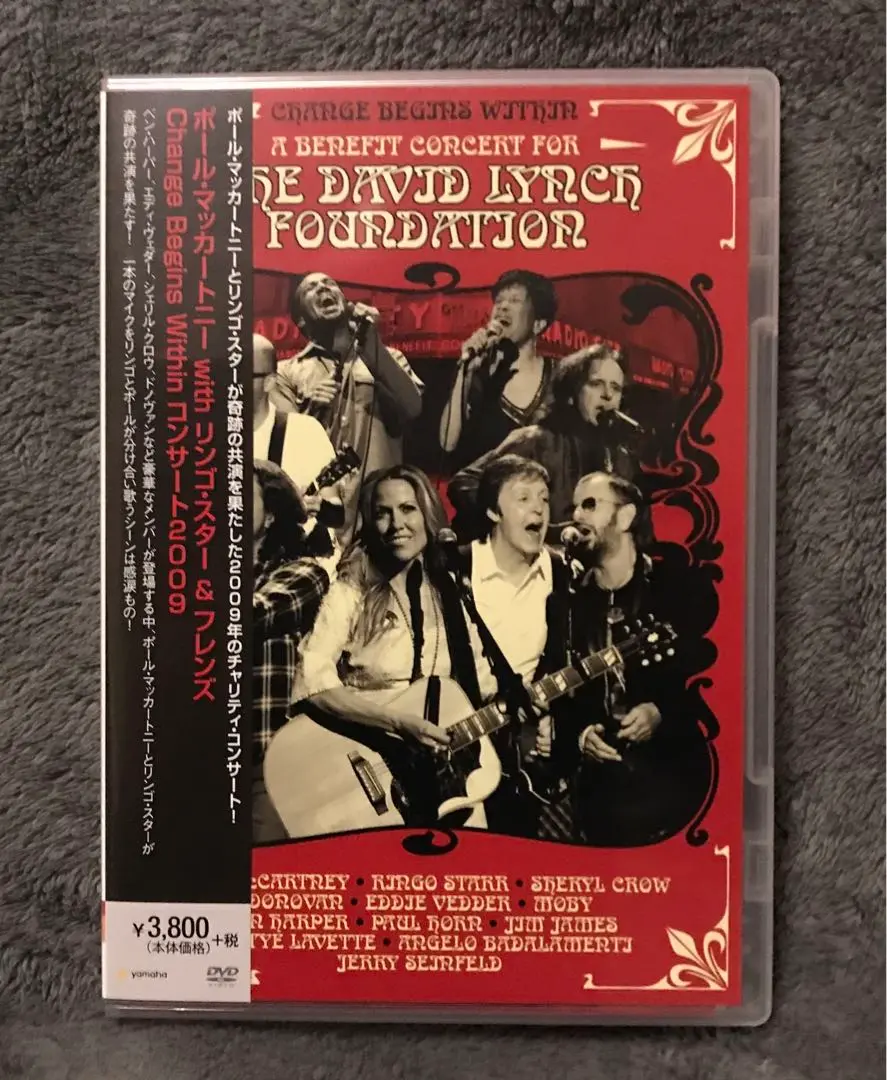 ポール・マッカートニーとリンゴ・スターが奇跡の共演を果たした2009年のチャリティ・コンサート!
ポール・マッカートニー with リンゴ・スター & フレンズ
Change Begins Within コンサート2009
ベン・ハーパー、エディ・ヴェダー、シェリル・クロウ、ドノヴァンなど豪華なメンバーが登場する中、ポール・マッカートニーとリンゴ・スターが
奇跡の共演を果たす! 一本のマイクをリンゴとポールが分け合い歌うシーンは感涙もの!
¥3,800 +税
(本体価格)
yamaha
DVD
VIDEO
CHANGE BEGINS WITHIN
A BENEFIT CONCERT FOR
HE DAVID LYNCH
FOUNDATION
RADIO CITY
BENEFIT
RADIO CITY
CCARTNEY • RINGO STARR • SHERYL CROW
DONOVAN • EDDIE VEDDER • MOBY
N HARPER • PAUL HORN • JIM JAMES
TYE LAVETTE • ANGELO BADALAMENTI
JERRY SEINFELD